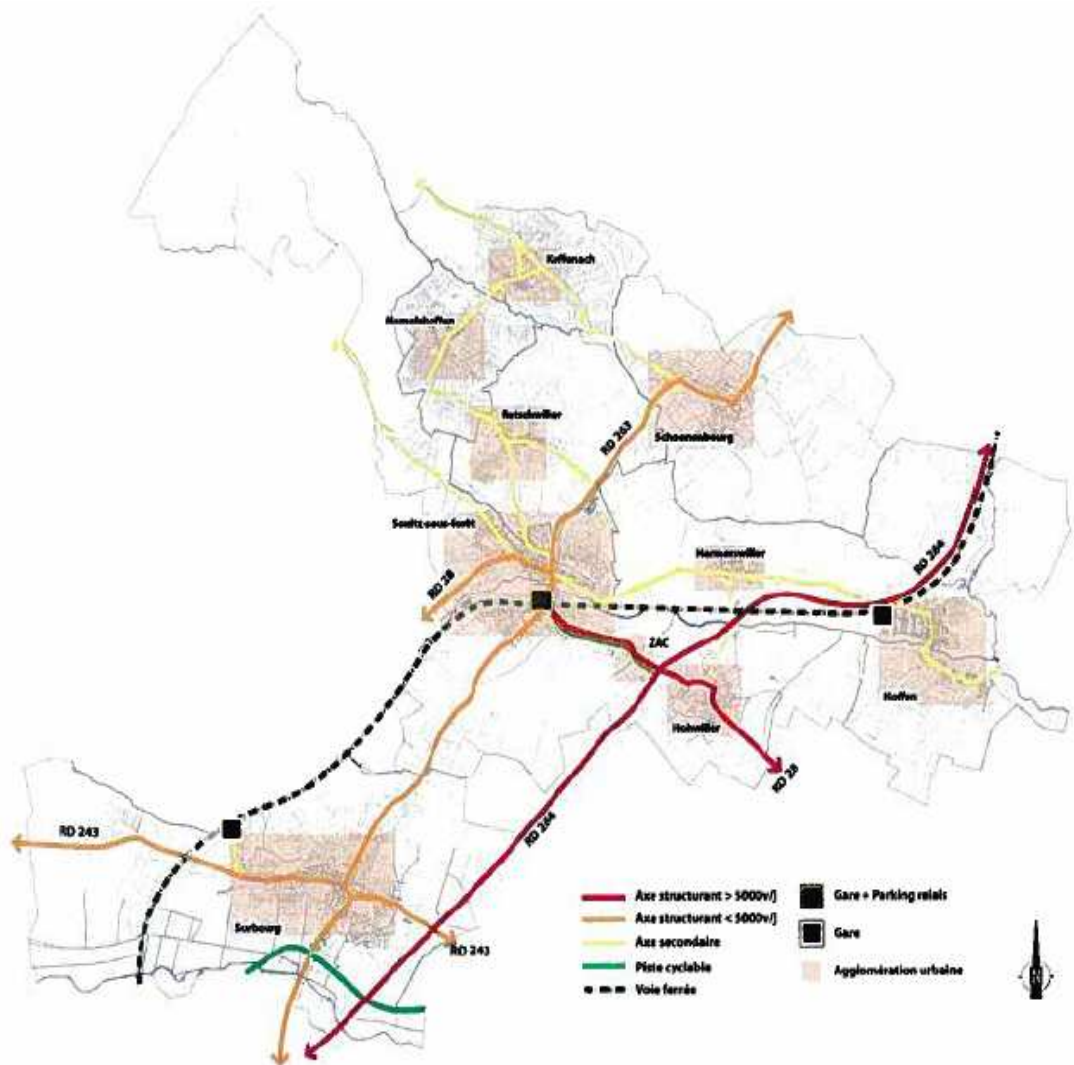 Keffenach
Memelshoffen
Retschwiller
RD 263
Schoenenbourg
Soultz-sous-forêt
Hermerswiller
RD 264
RD 28
ZAC
Hoffen
Hohwiller
RD 28
RD 243
RD 264
Surbourg
RD 243
Axe structurant > 5000v/j
Axe structurant < 5000v/j
Axe secondaire
Piste cyclable
Voie ferrée
Gare + Parking relais
Gare
Agglomération urbaine